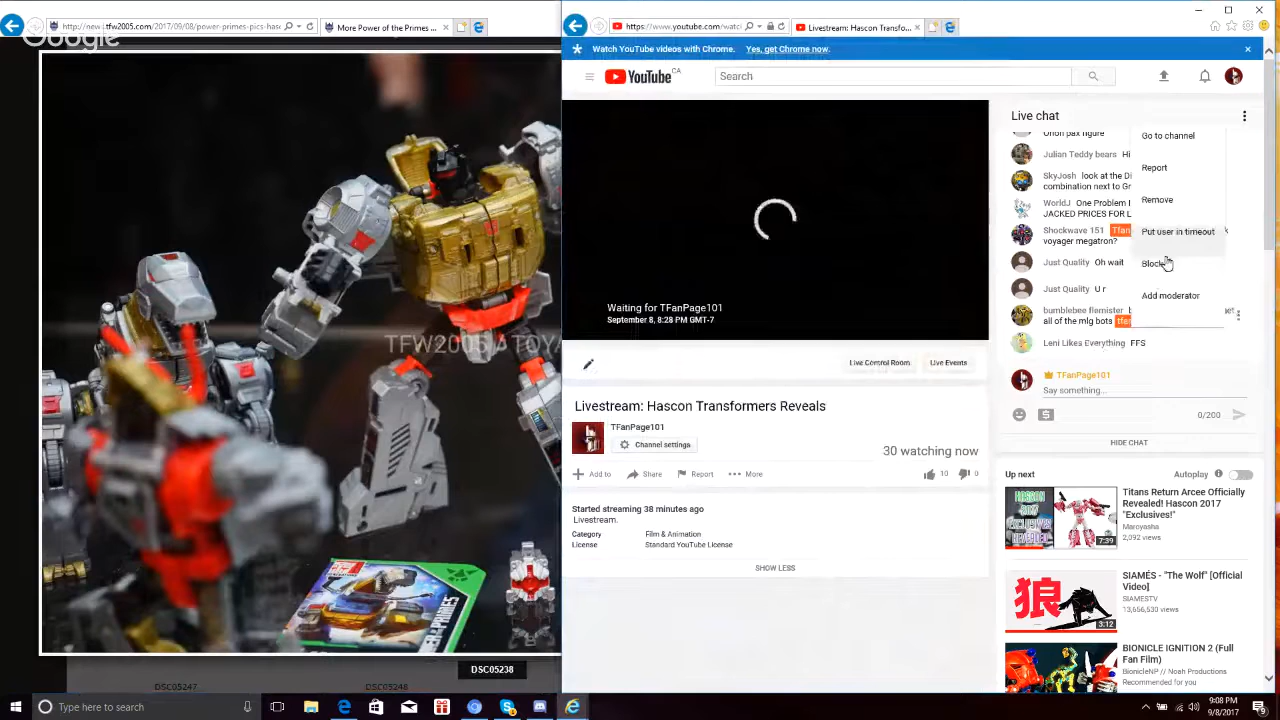 http://news.tfw2005.com/2017/09/08/power-primes-pics-hasc
More Power of the Primes
Google
TFW2005
DSC05238
DSC05247
DSC05248
https://www.youtube.com/watc
Livestream: Hascon Transfo...
Watch YouTube videos with Chrome.
Yes, get Chrome now.
YouTube CA
Search
Waiting for TFanPage101
September 8, 8:28 PM GMT-7
Live Control Room
Live Events
Livestream: Hascon Transformers Reveals
TFanPage101
Channel settings
30 watching now
Add to
Share
Report
More
10
0
Started streaming 38 minutes ago
Livestream.
Category Film & Animation
License Standard YouTube License
SHOW LESS
Live chat
Orion pax figure
Julian Teddy bears Hi
SkyJosh look at the Di
combination next to Gr
WorldJ One Problem I
JACKED PRICES FOR L
Shockwave 151 Tfan
voyager megatron?
Just Quality Oh wait
Just Quality U r
bumblebee flemister b
all of the mlg bots tfan
Leni Likes Everything FFS
Go to channel
Report
Remove
Put user in timeout
Block
Add moderator
TFanPage101
Say something...
0/200
HIDE CHAT
Up next
Autoplay
HASCON
2017
EXCLUSIVES
REVEALED!
7:39
Titans Return Arcee Officially
Revealed! Hascon 2017
"Exclusives!"
Maroyasha
2,092 views
狼
3:12
SIAMÉS - "The Wolf" [Official
Video]
SIAMESTV
13,656,530 views
BIONICLE IGNITION 2 (Full
Fan Film)
BionicleNP // Noah Productions
Recommended for you
Type here to search
9:08 PM
9/8/2017